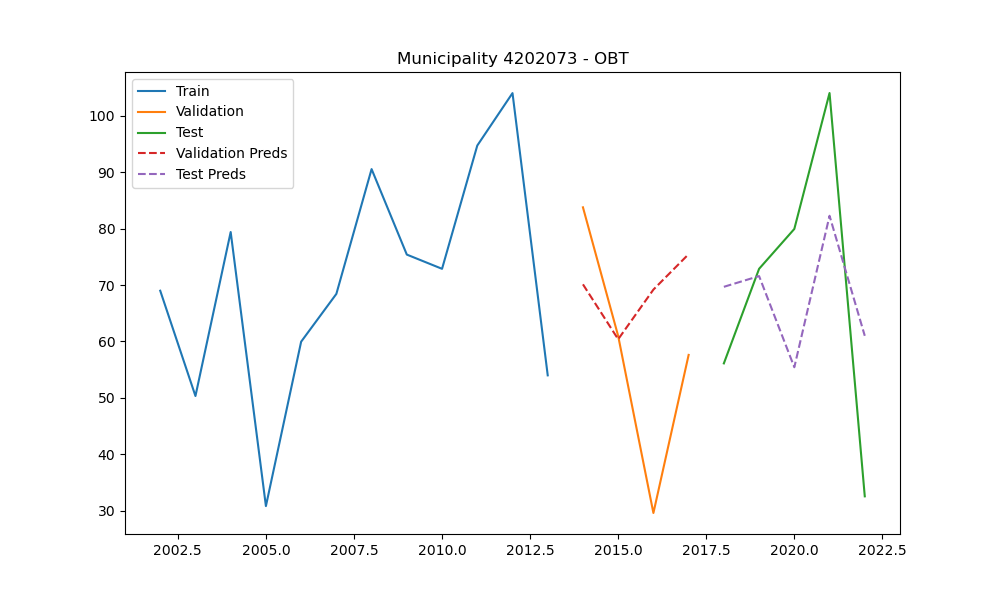 Municipality 4202073 - OBT
Train
Validation
Test
Validation Preds
Test Preds
100
90
80
70
60
50
40
30
2002.5 2005.0 2007.5 2010.0 2012.5 2015.0 2017.5 2020.0 2022.5